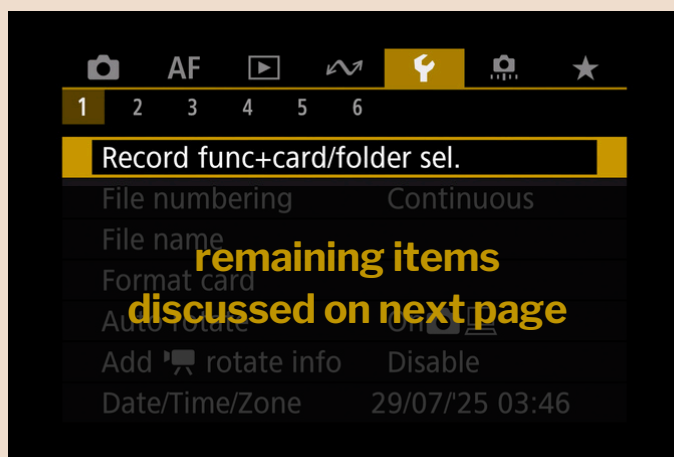 AF
1 2 3 4 5 6
Record func+card/folder sel.
File numbering Continuous
File name
remaining items
Format card
discussed on next page
Auto rotate On
Add rotate info Disable
Date/Time/Zone 29/07/'25 03:46